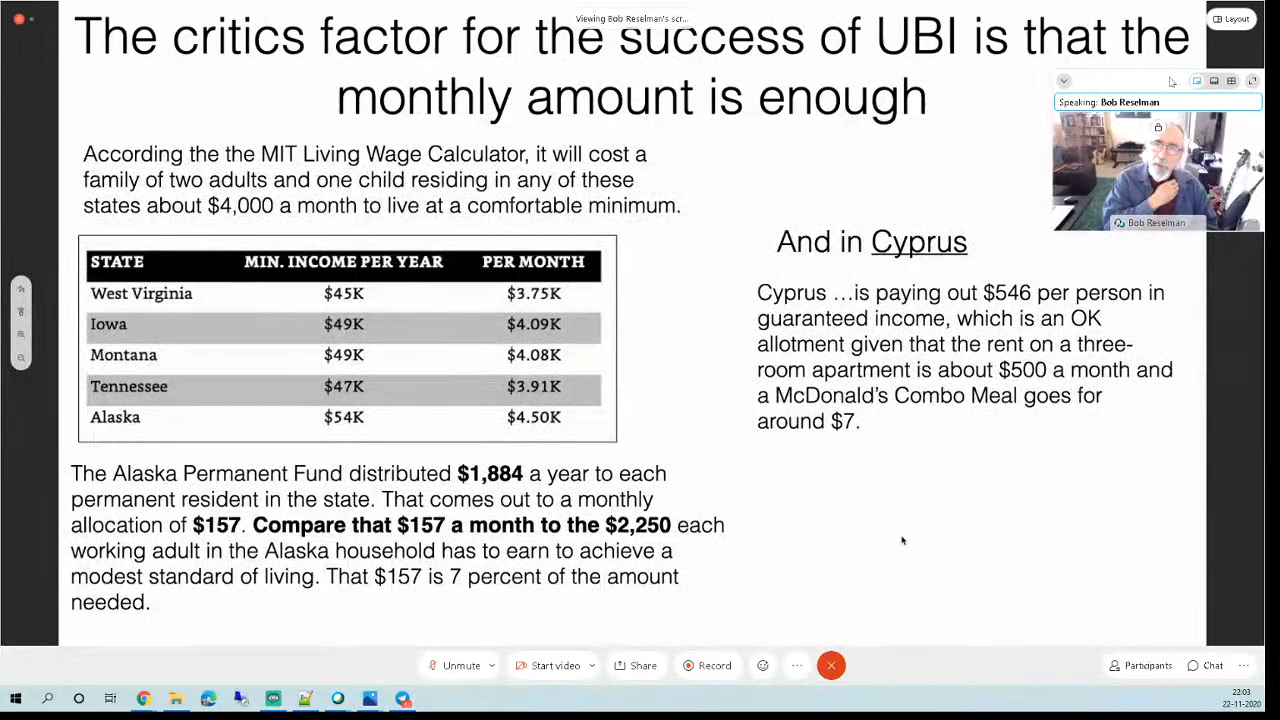 Viewing Bob Reselman's scr...
Layout
The critics factor for the success of UBI is that the
monthly amount is enough
Speaking: Bob Reselman
Bob Reselman
According the the MIT Living Wage Calculator, it will cost a
family of two adults and one child residing in any of these
states about $4,000 a month to live at a comfortable minimum.
STATE MIN. INCOME PER YEAR PER MONTH
West Virginia $45K $3.75K
Iowa $49K $4.09K
Montana $49K $4.08K
Tennessee $47K $3.91K
Alaska $54K $4.50K
The Alaska Permanent Fund distributed $1,884 a year to each
permanent resident in the state. That comes out to a monthly
allocation of $157. Compare that $157 a month to the $2,250 each
working adult in the Alaska household has to earn to achieve a
modest standard of living. That $157 is 7 percent of the amount
needed.
And in Cyprus
Cyprus …is paying out $546 per person in
guaranteed income, which is an OK
allotment given that the rent on a three-
room apartment is about $500 a month and
a McDonald's Combo Meal goes for
around $7.
Unmute
Start video
Share
Record
Participants
Chat
22:03
22-11-2020